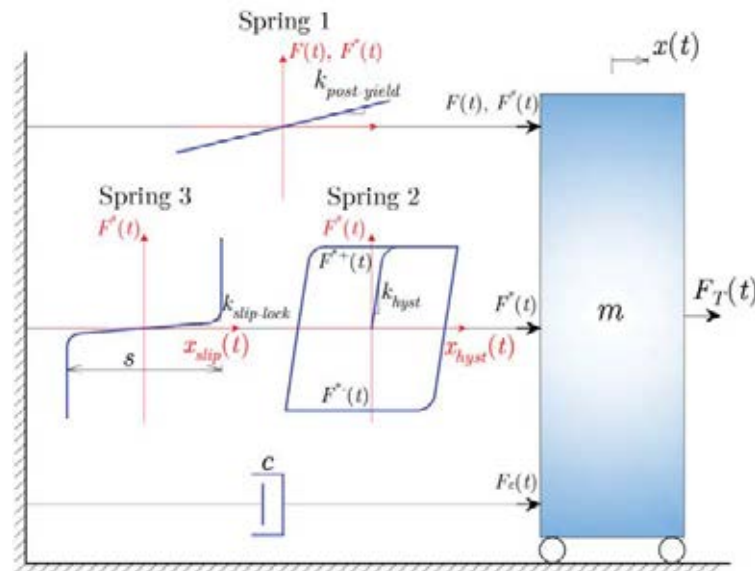 Spring 1
x(t)
F(t), F*(t)
k_post-yield
F(t), F*(t)
Spring 3
Spring 2
F*(t)
F*(t)
F*+(t)
k_slip-lock
k_hyst
F*(t)
F_T(t)
m
x_slip(t)
x_hyst(t)
s
F*-(t)
c
F_c(t)